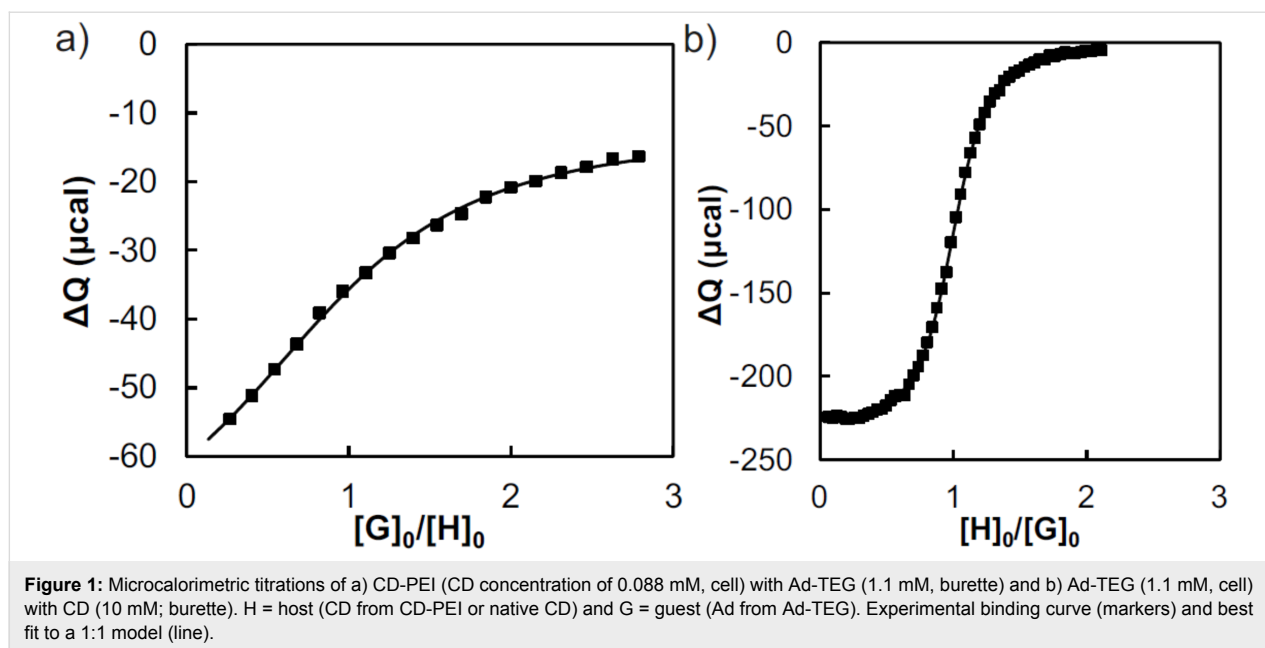 a)
0
-10
-20
-30
-40
-50
-60
ΔQ (µcal)
0 1 2 3
[G]₀/[H]₀
b)
0
-50
-100
-150
-200
-250
ΔQ (µcal)
0 1 2 3
[H]₀/[G]₀
Figure 1: Microcalorimetric titrations of a) CD-PEI (CD concentration of 0.088 mM, cell) with Ad-TEG (1.1 mM, burette) and b) Ad-TEG (1.1 mM, cell)
with CD (10 mM; burette). H = host (CD from CD-PEI or native CD) and G = guest (Ad from Ad-TEG). Experimental binding curve (markers) and best
fit to a 1:1 model (line).